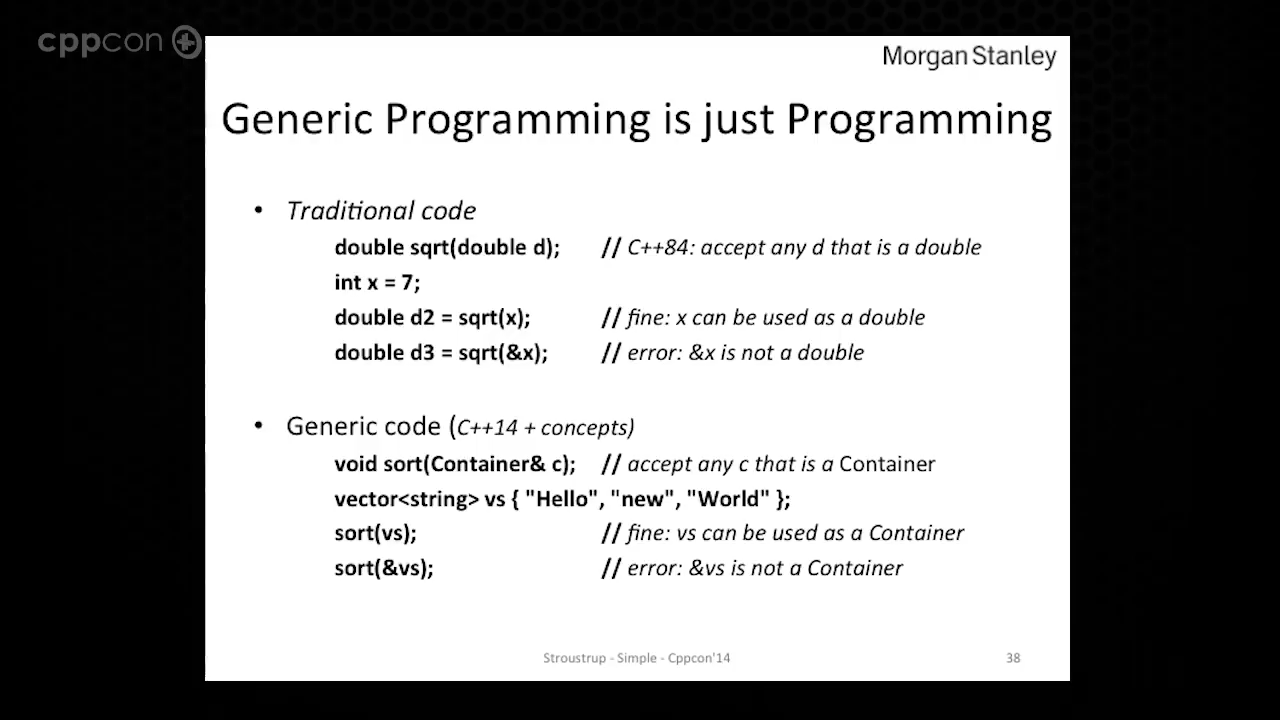 cppcon
Morgan Stanley
Generic Programming is just Programming
• Traditional code
double sqrt(double d); // C++84: accept any d that is a double
int x = 7;
double d2 = sqrt(x); // fine: x can be used as a double
double d3 = sqrt(&x); // error: &x is not a double
• Generic code (C++14 + concepts)
void sort(Container& c); // accept any c that is a Container
vector<string> vs { "Hello", "new", "World" };
sort(vs); // fine: vs can be used as a Container
sort(&vs); // error: &vs is not a Container
Stroustrup - Simple - Cppcon'14 38